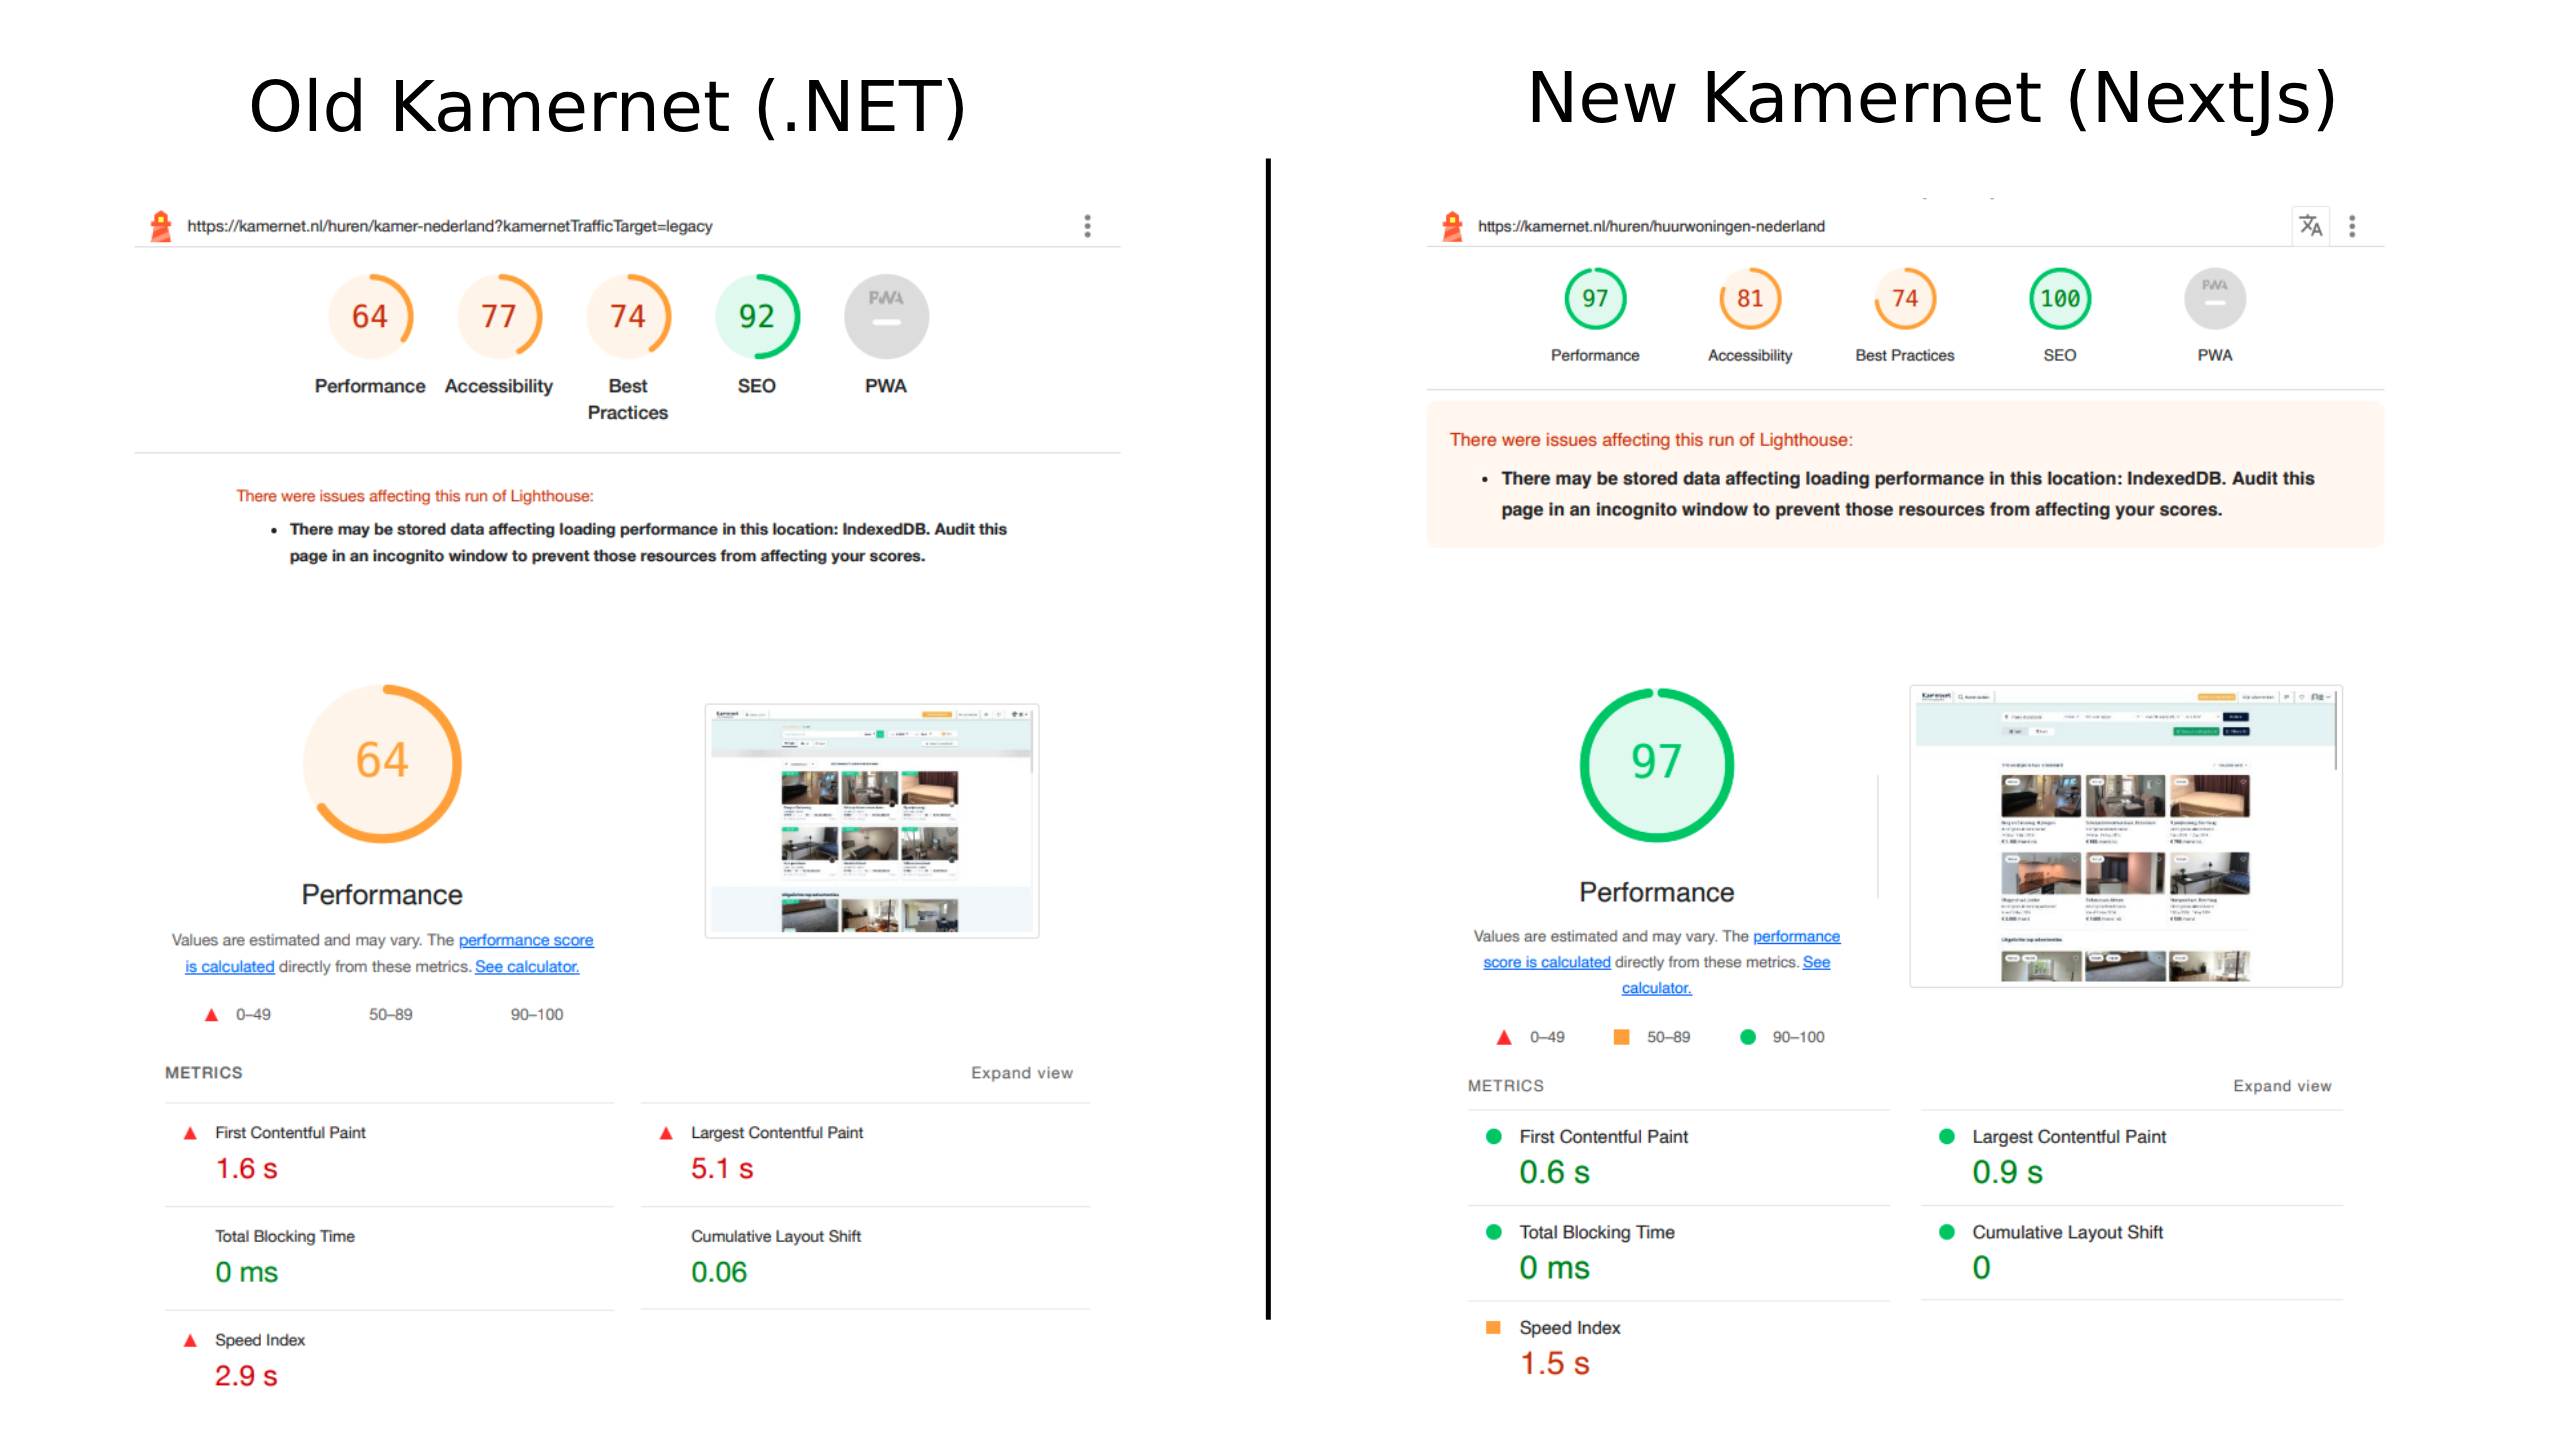 Old Kamernet (.NET)
https://kamernet.nl/huren/kamer-nederland?kamernetTrafficTarget=legacy
64
77
74
92
PWA
Performance
Accessibility
Best
Practices
SEO
PWA
There were issues affecting this run of Lighthouse:
• There may be stored data affecting loading performance in this location: IndexedDB. Audit this
page in an incognito window to prevent those resources from affecting your scores.
64
Performance
Values are estimated and may vary. The performance score
is calculated directly from these metrics. See calculator.
0–49 50–89 90–100
Kamernet
METRICS Expand view
First Contentful Paint
1.6 s
Largest Contentful Paint
5.1 s
Total Blocking Time
0 ms
Cumulative Layout Shift
0.06
Speed Index
2.9 s
New Kamernet (NextJs)
https://kamernet.nl/huren/huurwoningen-nederland
97
81
74
100
PWA
Performance
Accessibility
Best Practices
SEO
PWA
There were issues affecting this run of Lighthouse:
• There may be stored data affecting loading performance in this location: IndexedDB. Audit this
page in an incognito window to prevent those resources from affecting your scores.
97
Performance
Values are estimated and may vary. The performance
score is calculated directly from these metrics. See
calculator.
0–49 50–89 90–100
Kamernet
METRICS Expand view
First Contentful Paint
0.6 s
Largest Contentful Paint
0.9 s
Total Blocking Time
0 ms
Cumulative Layout Shift
0
Speed Index
1.5 s